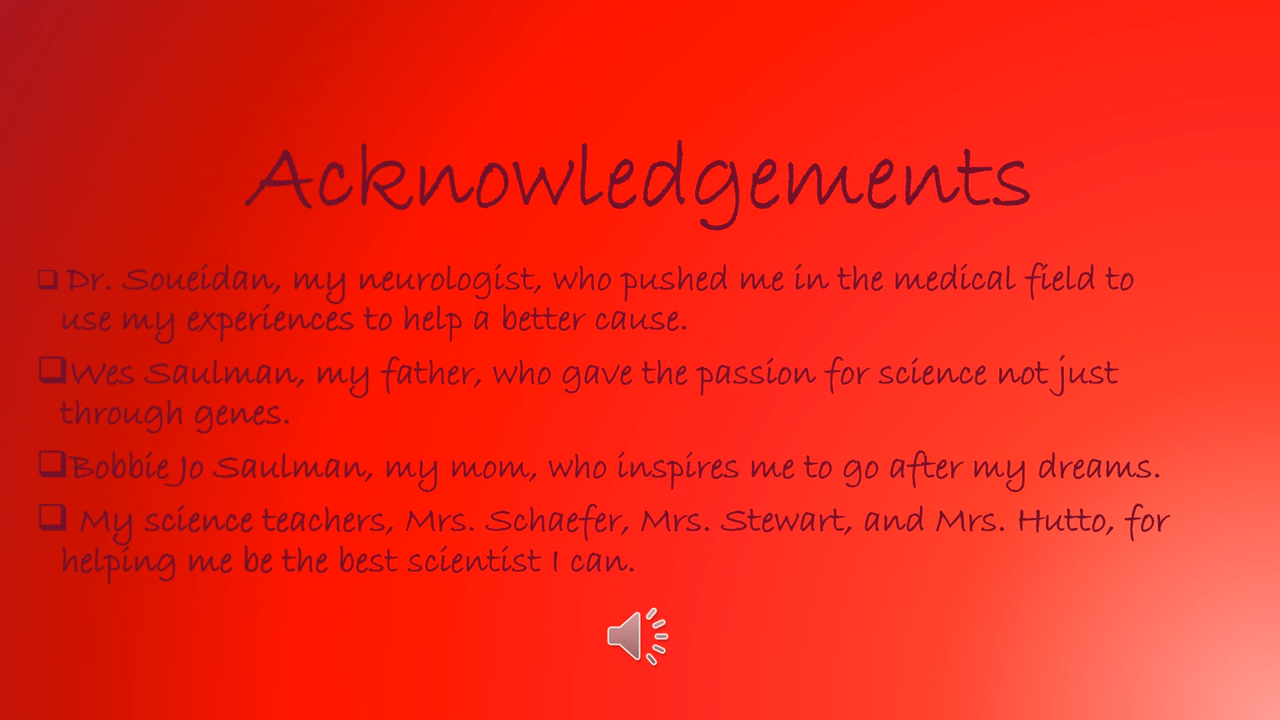 Acknowledgements
❑ Dr. Soueidan, my neurologist, who pushed me in the medical field to
use my experiences to help a better cause.
❑Wes Saulman, my father, who gave the passion for science not just
through genes.
❑Bobbie Jo Saulman, my mom, who inspires me to go after my dreams.
❑ My science teachers, Mrs. Schaefer, Mrs. Stewart, and Mrs. Hutto, for
helping me be the best scientist I can.